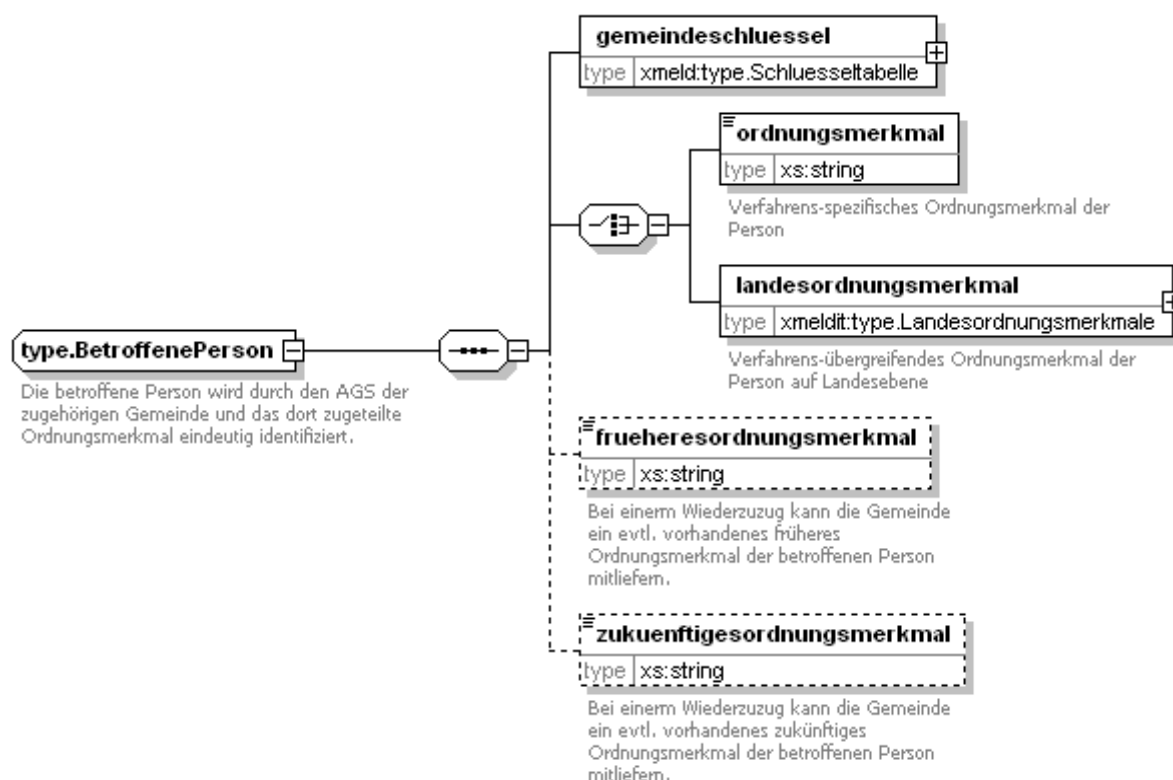 gemeindeschluessel
type xmeld:type.Schluesseltabelle
ordnungsmerkmal
type xs:string
Verfahrens-spezifisches Ordnungsmerkmal der
Person
landesordnungsmerkmal
type xmeldit:type.Landesordnungsmerkmale
Verfahrens-übergreifendes Ordnungsmerkmal der
Person auf Landesebene
type.BetroffenePerson
Die betroffene Person wird durch den AGS der
zugehörigen Gemeinde und das dort zugeteilte
Ordnungsmerkmal eindeutig identifiziert.
frueheresordnungsmerkmal
type xs:string
Bei einerm Wiederzuzug kann die Gemeinde
ein evtl. vorhandenes früheres
Ordnungsmerkmal der betroffenen Person
mitliefern.
zukuenftigesordnungsmerkmal
type xs:string
Bei einerm Wiederzuzug kann die Gemeinde
ein evtl. vorhandenes zukünftiges
Ordnungsmerkmal der betroffenen Person
mitliefern.